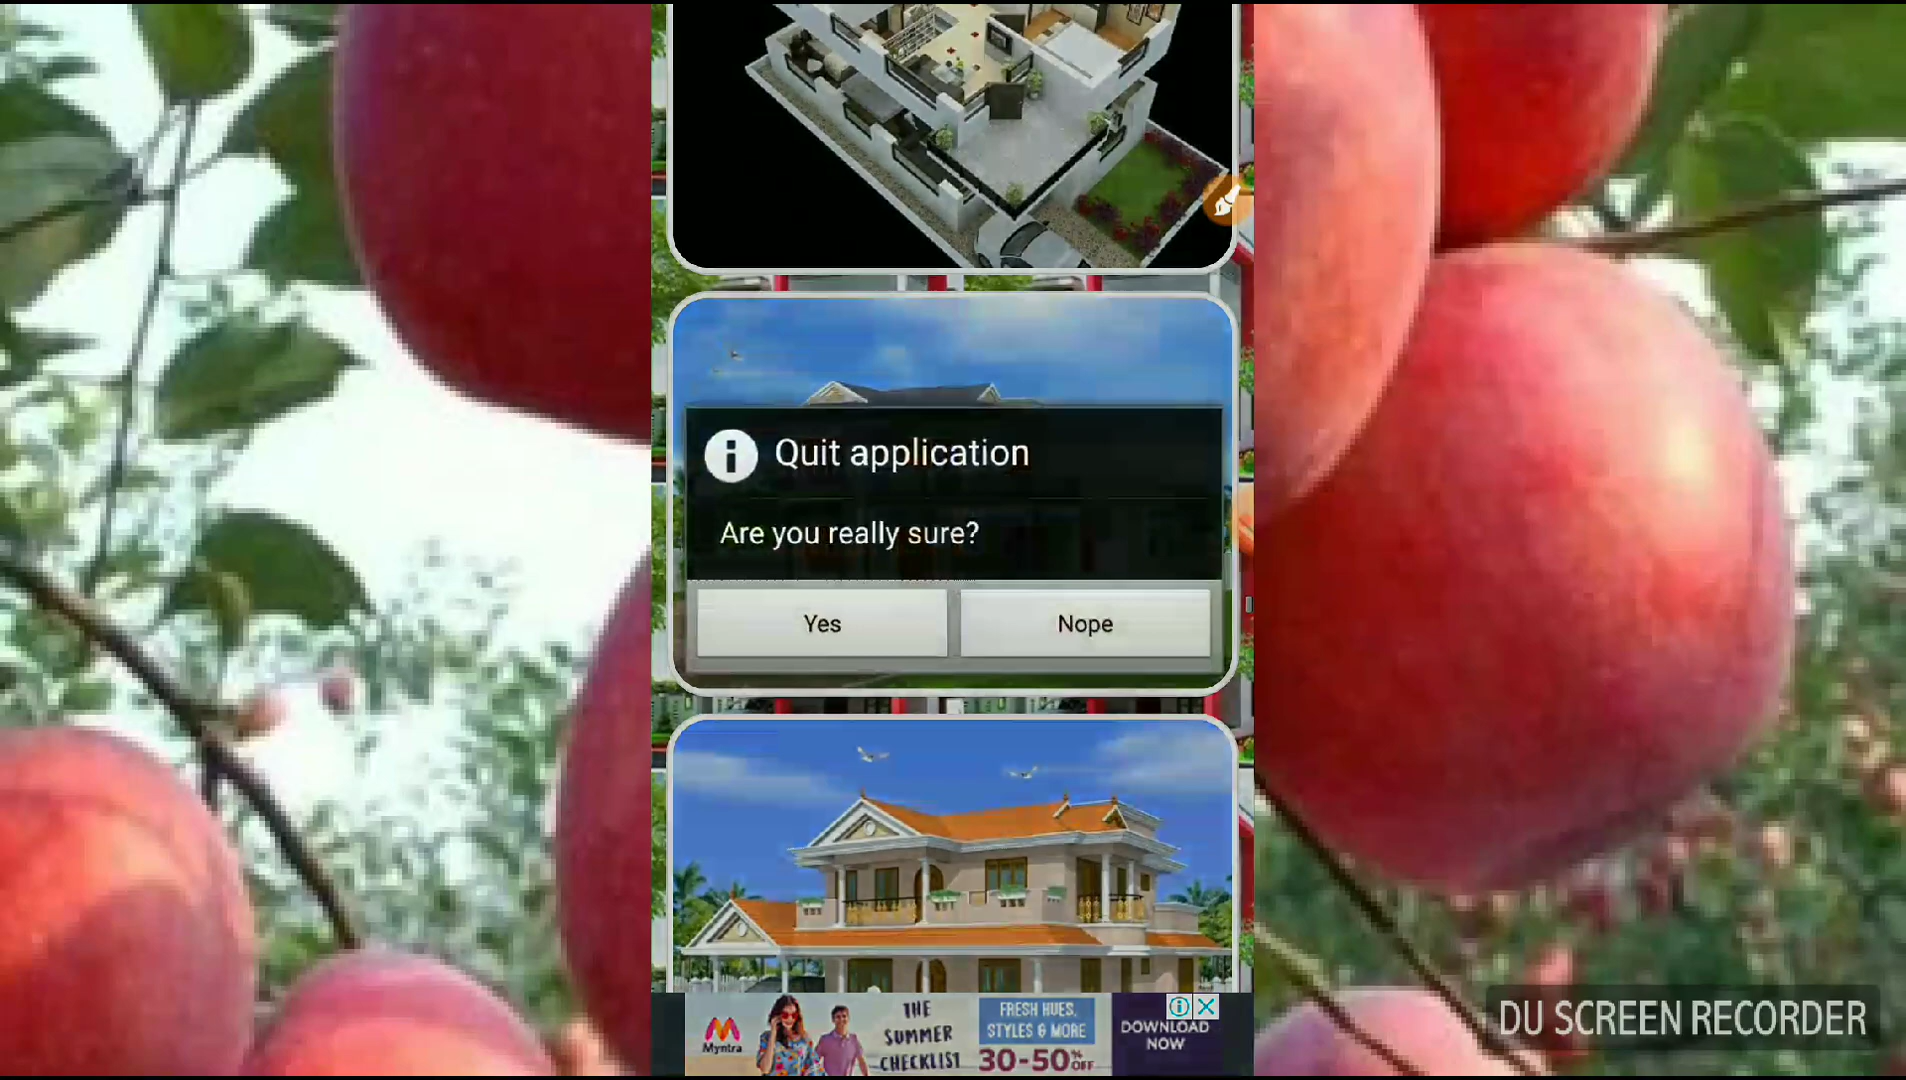 Quit application
Are you really sure?
Yes
Nope
Myntra
THE
SUMMER
CHECKLIST
FRESH HUES,
STYLES & MORE
30-50% OFF
DOWNLOAD
NOW
DU SCREEN RECORDER